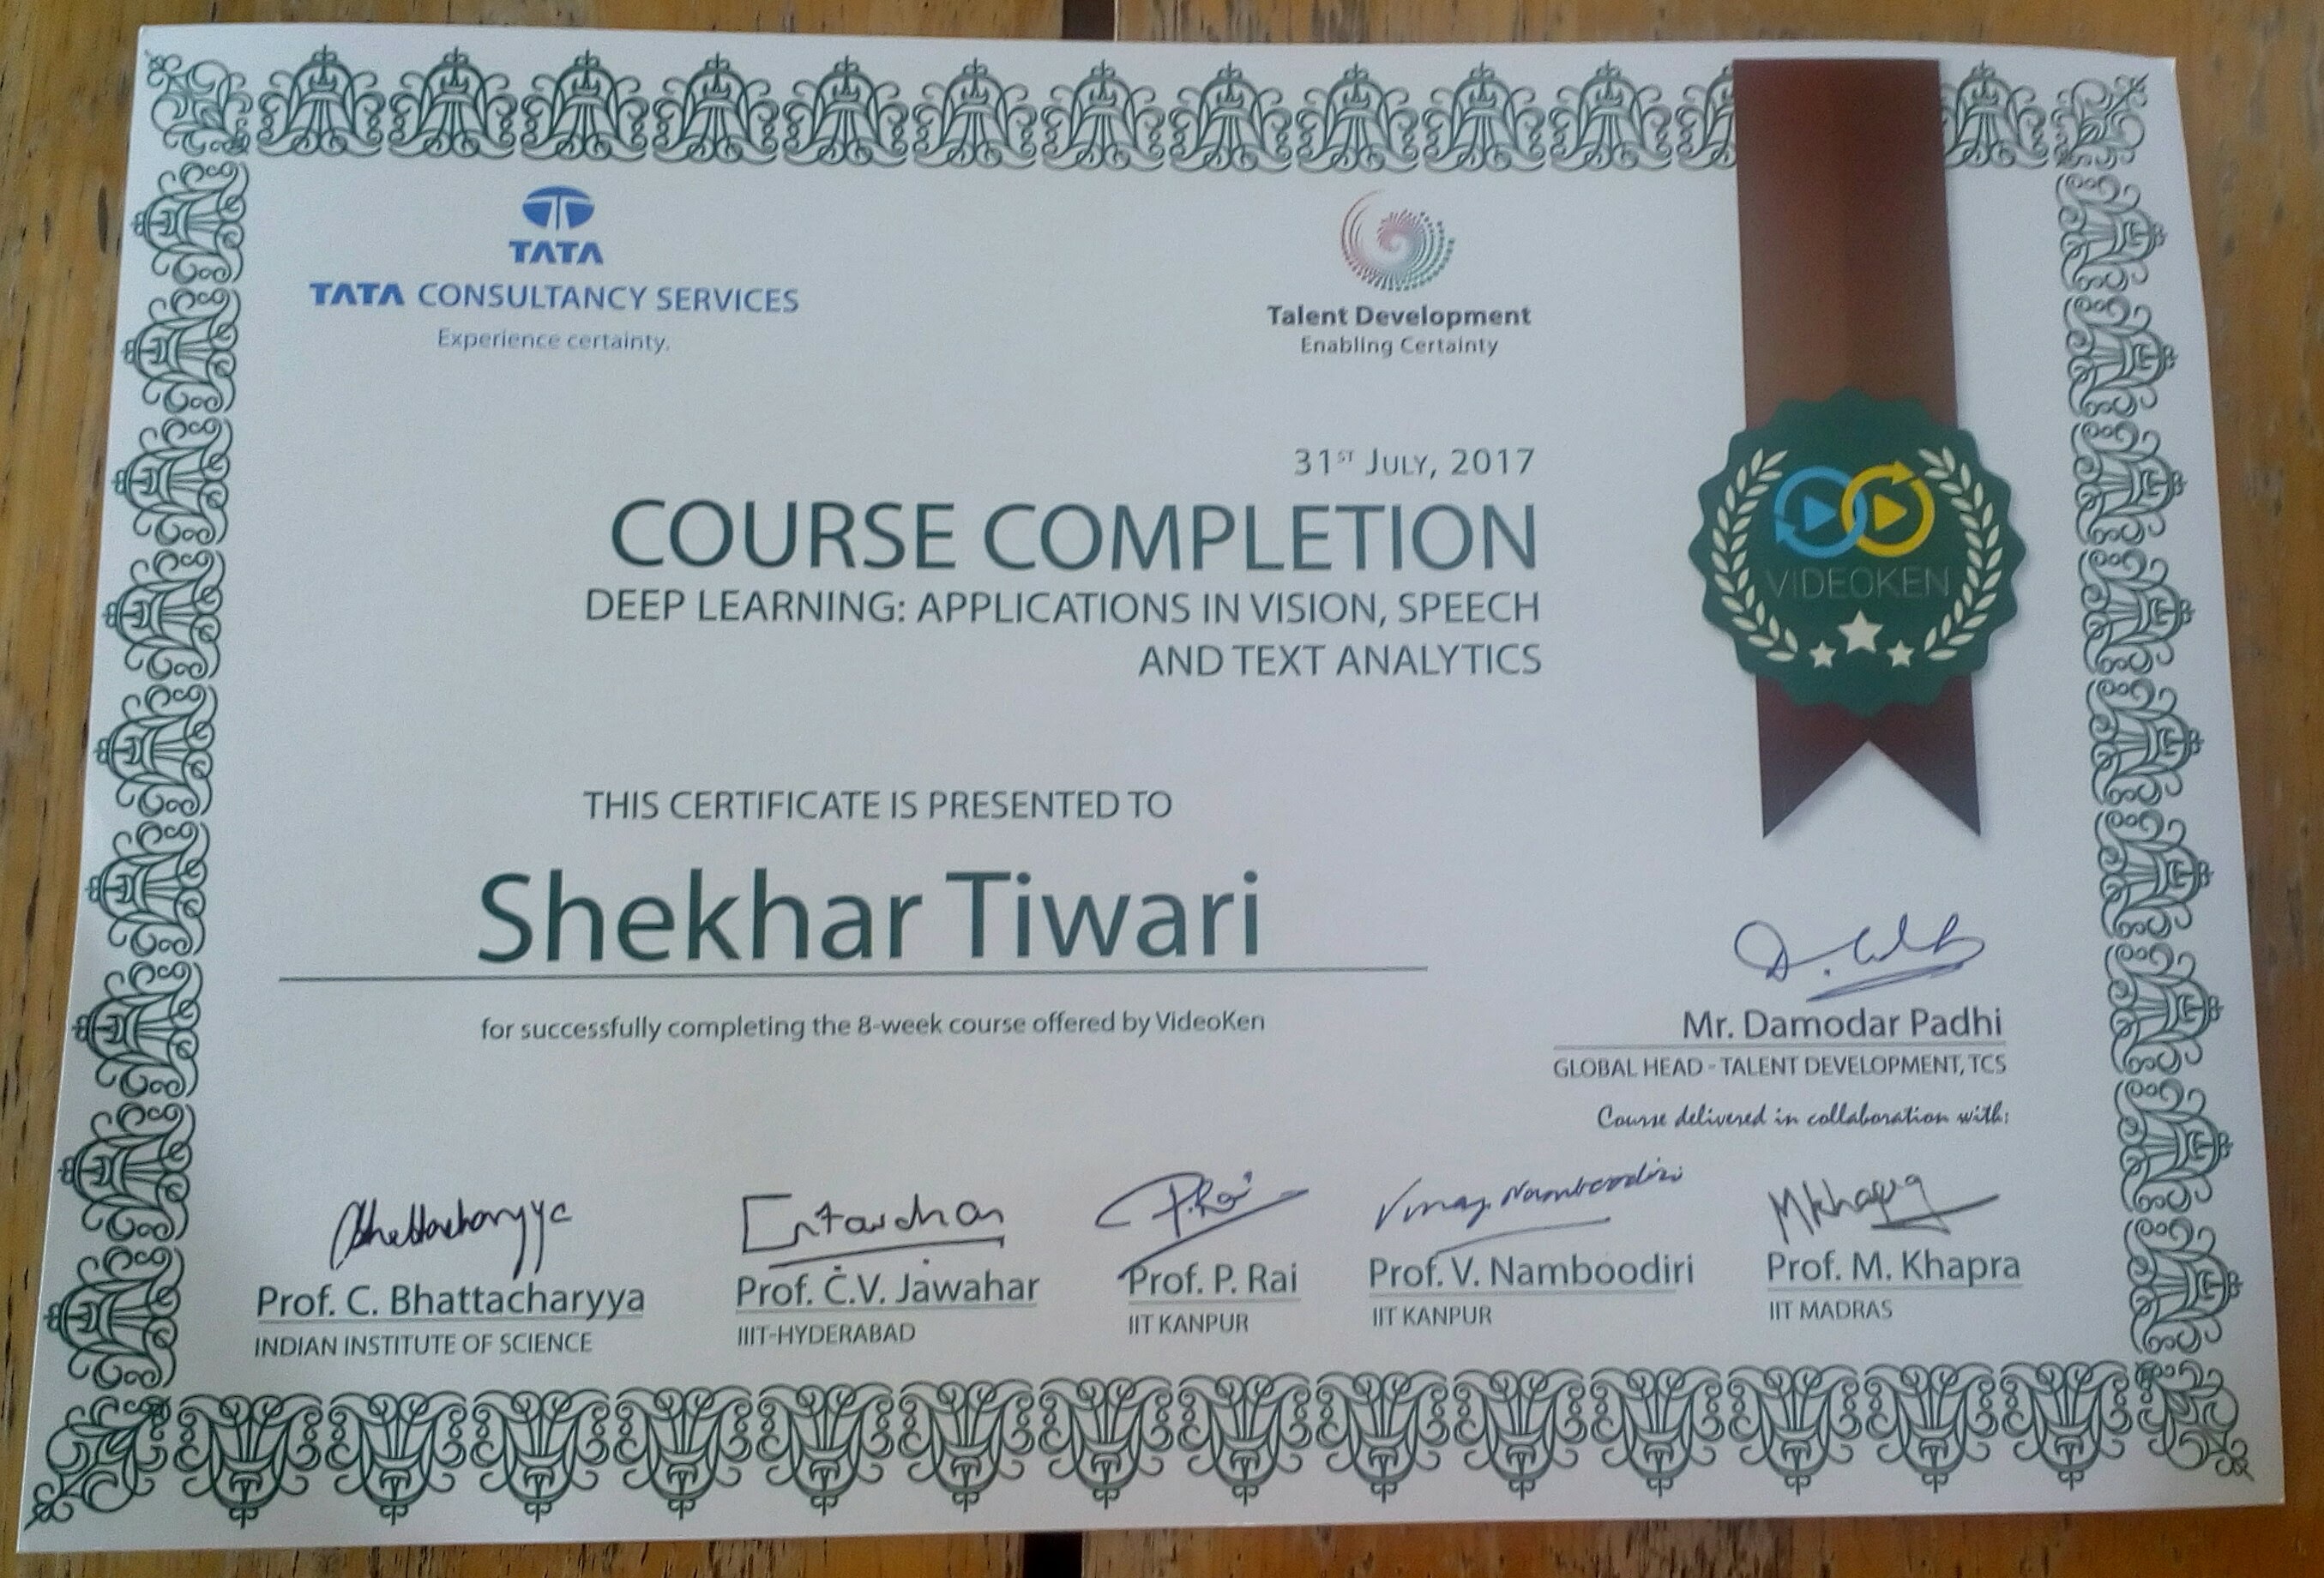 TATA
TATA CONSULTANCY SERVICES
Experience certainty.
Talent Development
Enabling Certainty
31ST JULY, 2017
COURSE COMPLETION
DEEP LEARNING: APPLICATIONS IN VISION, SPEECH
AND TEXT ANALYTICS
VIDEOKEN
THIS CERTIFICATE IS PRESENTED TO
Shekhar Tiwari
for successfully completing the 8-week course offered by VideoKen
Mr. Damodar Padhi
GLOBAL HEAD - TALENT DEVELOPMENT, TCS
Course delivered in collaboration with:
Bhattacharyya
P. Rai
Vinay Namboodiri
MKhapra
Prof. C. Bhattacharyya
INDIAN INSTITUTE OF SCIENCE
Prof. C.V. Jawahar
IIIT-HYDERABAD
Prof. P. Rai
IIT KANPUR
Prof. V. Namboodiri
IIT KANPUR
Prof. M. Khapra
IIT MADRAS